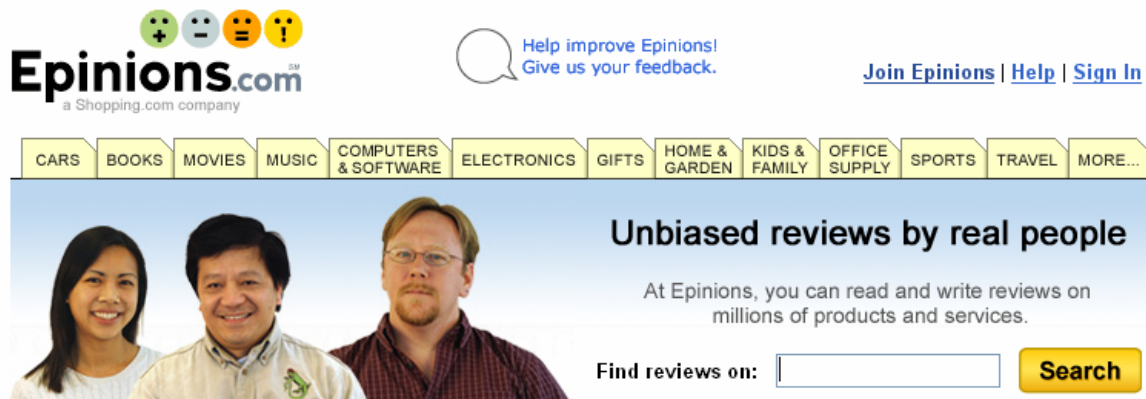 Epinions.com SM
a Shopping.com company
Help improve Epinions!
Give us your feedback.
Join Epinions | Help | Sign In
CARS
BOOKS
MOVIES
MUSIC
COMPUTERS
& SOFTWARE
ELECTRONICS
GIFTS
HOME &
GARDEN
KIDS &
FAMILY
OFFICE
SUPPLY
SPORTS
TRAVEL
MORE...
Unbiased reviews by real people
At Epinions, you can read and write reviews on
millions of products and services.
Find reviews on:
Search